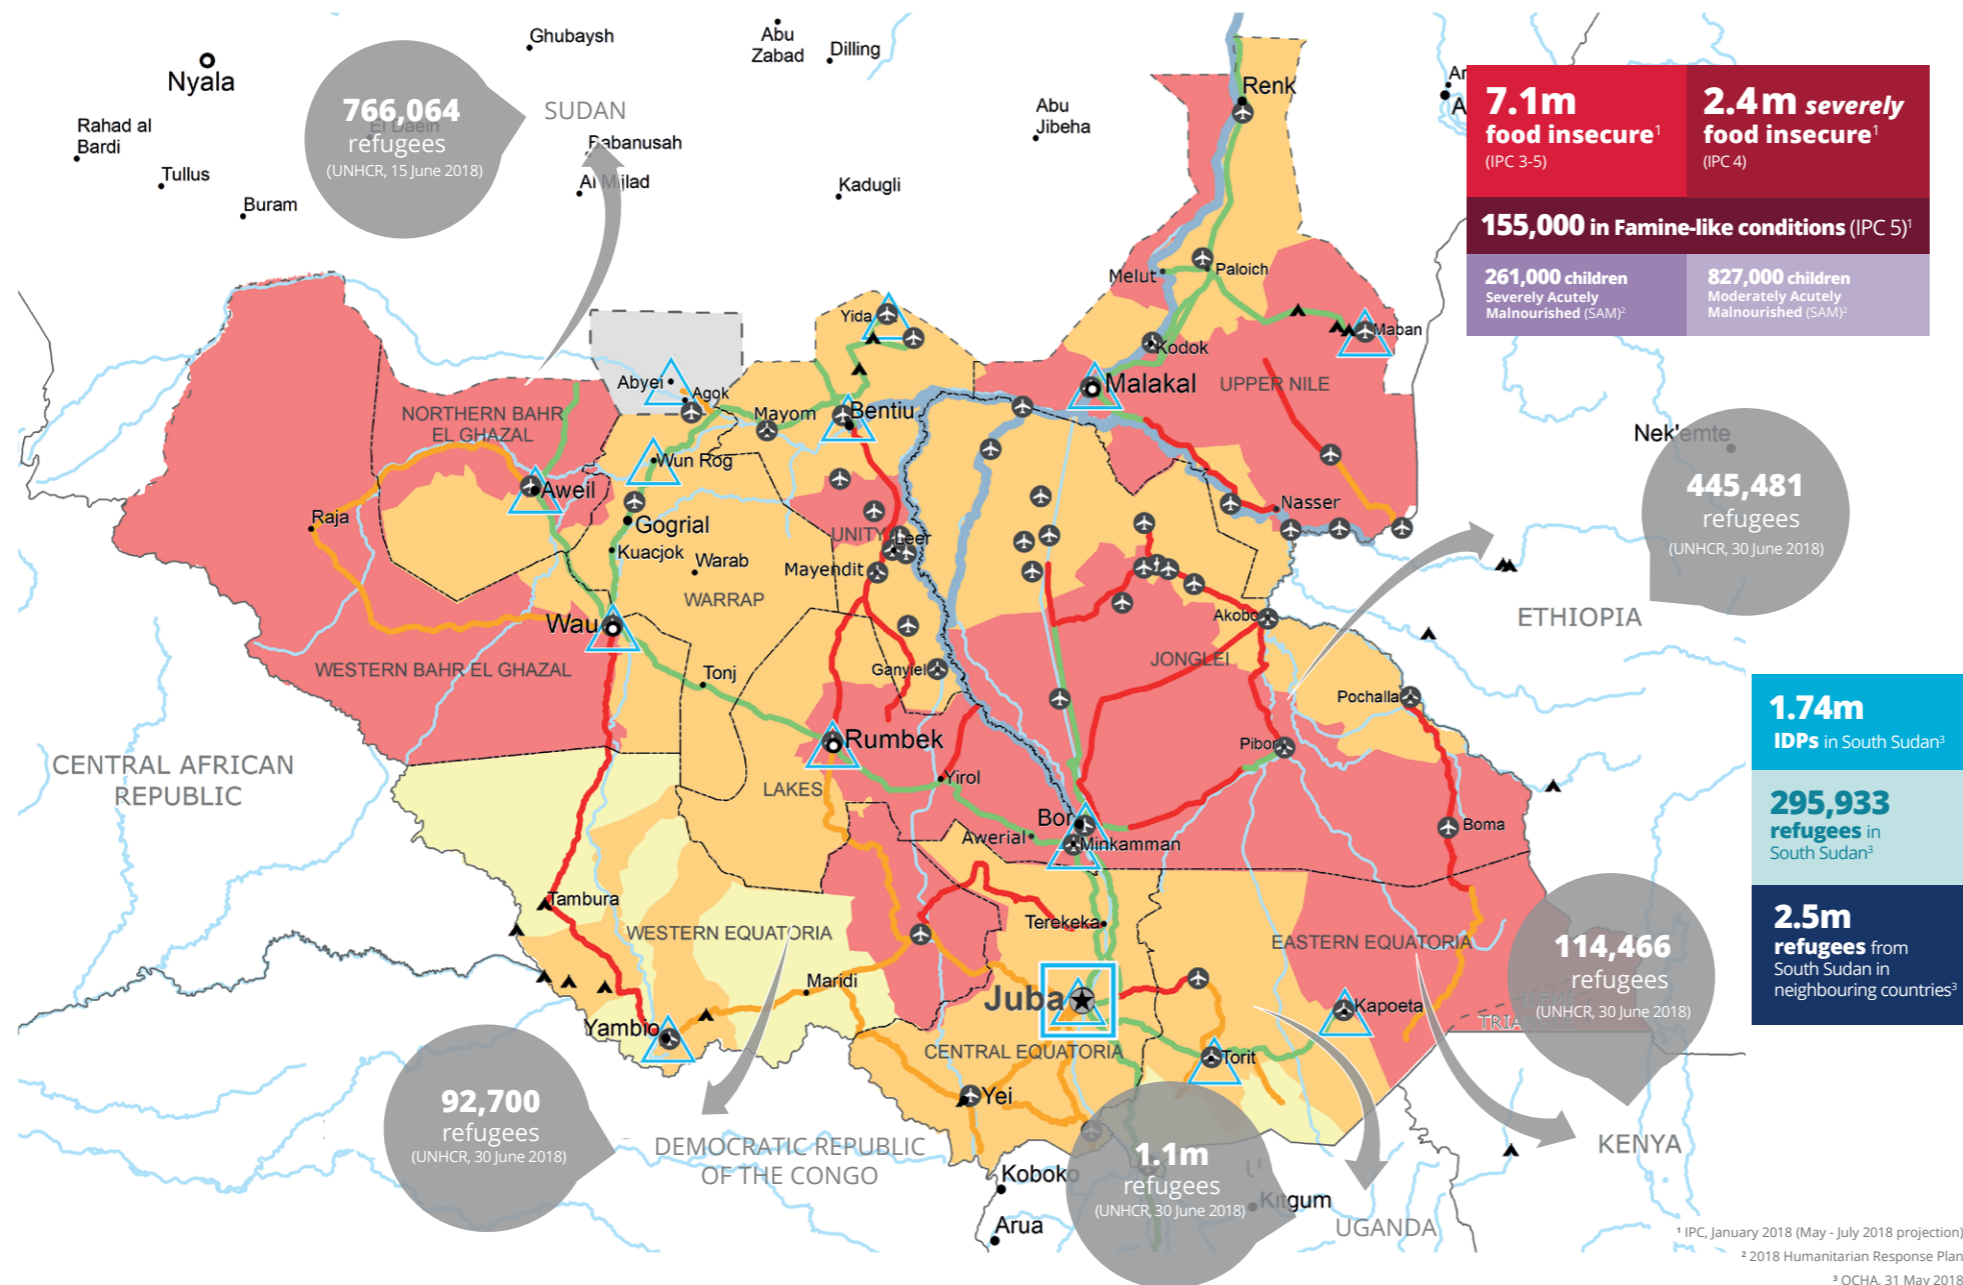 Ghubaysh
Abu
Zabad
Dilling
Nyala
766,064
refugees
(UNHCR, 15 June 2018)
El Daein
SUDAN
Babanusah
Rahad al
Bardi
Tullus
Buram
Kadugli
Abu
Jibeha
Renk
7.1m
food insecure¹
(IPC 3-5)
2.4m severely
food insecure¹
(IPC 4)
155,000 in Famine-like conditions (IPC 5)¹
261,000 children
Severely Acutely
Malnourished (SAM)²
827,000 children
Moderately Acutely
Malnourished (SAM)²
Melut
Paloich
Yida
Maban
Kodok
Abyei
Agok
Malakal
UPPER NILE
NORTHERN BAHR
EL GHAZAL
Mayom
Bentiu
Nek'emte
Wun Rog
Aweil
445,481
refugees
(UNHCR, 30 June 2018)
Raja
Gogrial
Nasser
UNITY
Leer
Kuacjok
Warab
Mayendit
WARRAP
Wau
Akobo
ETHIOPIA
WESTERN BAHR EL GHAZAL
Tonj
Ganyiel
JONGLEI
Pochalla
1.74m
IDPs in South Sudan³
Rumbek
Pibor
CENTRAL AFRICAN
REPUBLIC
Yirol
LAKES
295,933
refugees in
South Sudan³
Bor
Awerial
Minkamman
Boma
Tambura
Terekeka
WESTERN EQUATORIA
EASTERN EQUATORIA
2.5m
refugees from
South Sudan in
neighbouring countries³
114,466
refugees
(UNHCR, 30 June 2018)
Maridi
Juba
Kapoeta
Yambio
CENTRAL EQUATORIA
Torit
Yei
92,700
refugees
(UNHCR, 30 June 2018)
DEMOCRATIC REPUBLIC
OF THE CONGO
KENYA
1.1m
refugees
(UNHCR, 30 June 2018)
Koboko
Kitgum
Arua
UGANDA
¹ IPC, January 2018 (May - July 2018 projection)
² 2018 Humanitarian Response Plan
³ OCHA, 31 May 2018